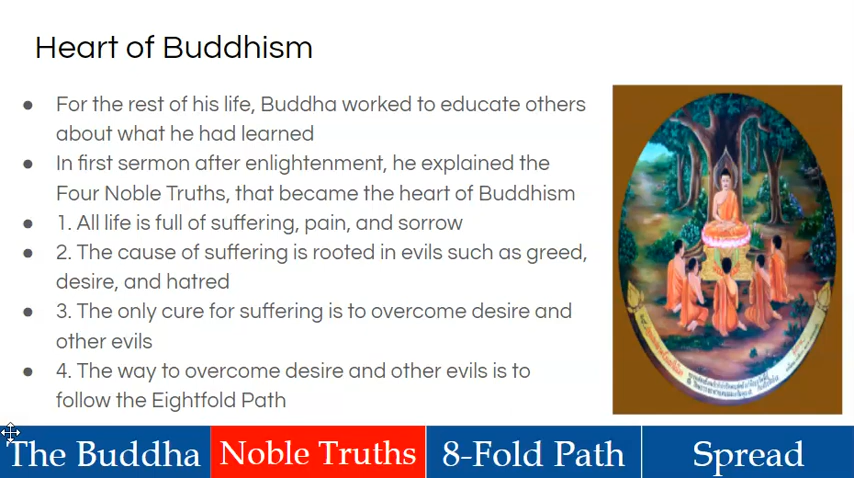 Heart of Buddhism
● For the rest of his life, Buddha worked to educate others
about what he had learned
● In first sermon after enlightenment, he explained the
Four Noble Truths, that became the heart of Buddhism
● 1. All life is full of suffering, pain, and sorrow
● 2. The cause of suffering is rooted in evils such as greed,
desire, and hatred
● 3. The only cure for suffering is to overcome desire and
other evils
● 4. The way to overcome desire and other evils is to
follow the Eightfold Path
The Buddha
Noble Truths
8-Fold Path
Spread